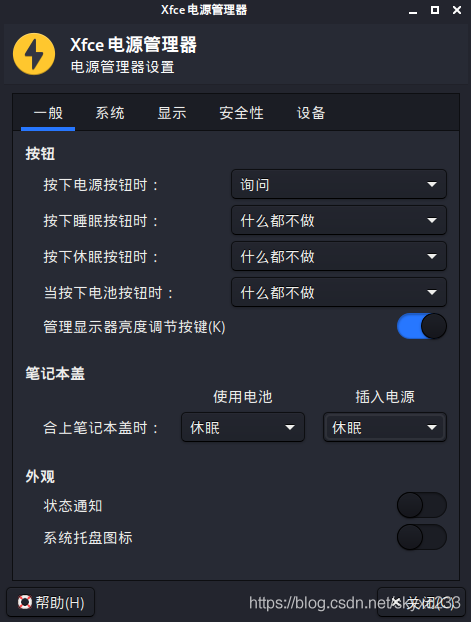 Xfce 电源管理器
Xfce 电源管理器
电源管理器设置
一般 系统 显示 安全性 设备
按钮
按下电源按钮时： 询问
按下睡眠按钮时： 什么都不做
按下休眠按钮时： 什么都不做
当按下电池按钮时： 什么都不做
管理显示器亮度调节按键(K)
笔记本盖
使用电池 插入电源
合上笔记本盖时： 休眠 休眠
外观
状态通知
系统托盘图标
帮助(H) 关闭(C)